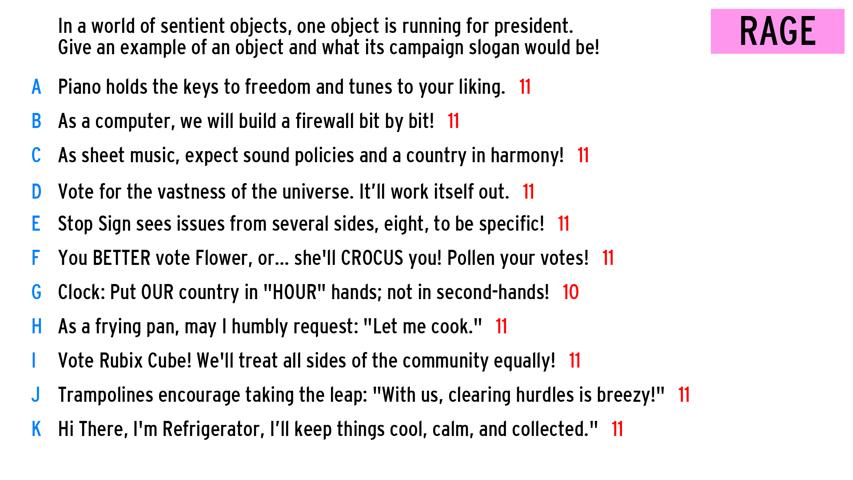 In a world of sentient objects, one object is running for president.
Give an example of an object and what its campaign slogan would be!
RAGE
A Piano holds the keys to freedom and tunes to your liking. 11
B As a computer, we will build a firewall bit by bit! 11
C As sheet music, expect sound policies and a country in harmony! 11
D Vote for the vastness of the universe. It’ll work itself out. 11
E Stop Sign sees issues from several sides, eight, to be specific! 11
F You BETTER vote Flower, or... she'll CROCUS you! Pollen your votes! 11
G Clock: Put OUR country in "HOUR" hands; not in second-hands! 10
H As a frying pan, may I humbly request: "Let me cook." 11
I Vote Rubix Cube! We'll treat all sides of the community equally! 11
J Trampolines encourage taking the leap: "With us, clearing hurdles is breezy!" 11
K Hi There, I'm Refrigerator, I’ll keep things cool, calm, and collected." 11